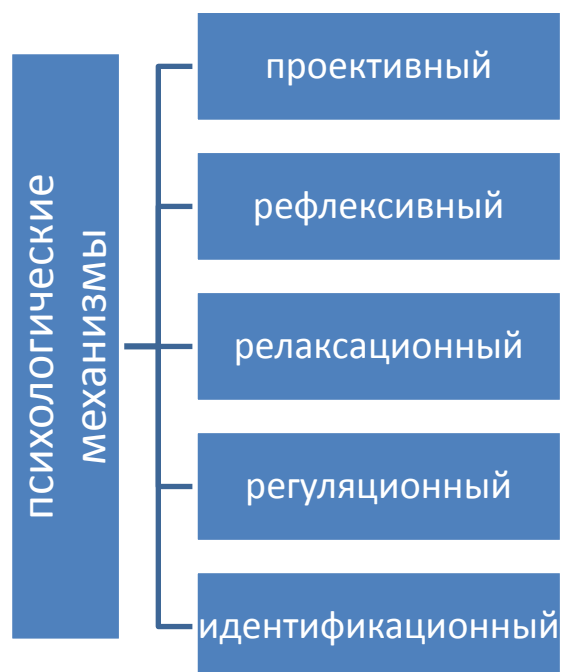 психологические
механизмы
проективный
рефлексивный
релаксационный
регуляционный
идентификационный